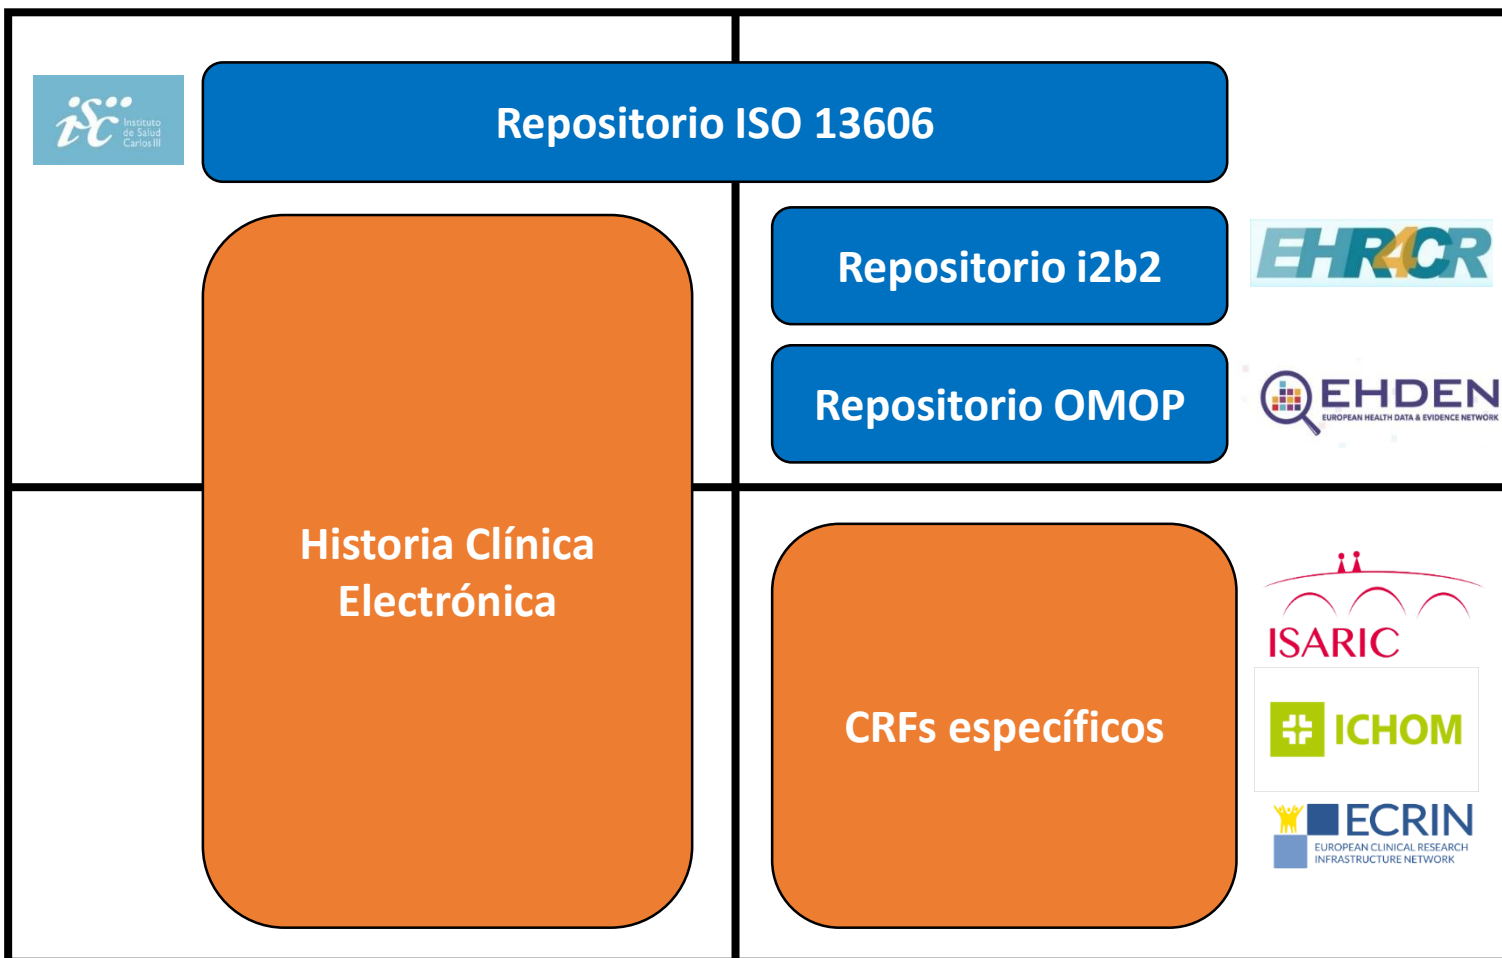 isc
Instituto
de Salud
Carlos III
Repositorio ISO 13606
Repositorio i2b2
EHR4CR
Repositorio OMOP
EHDEN
EUROPEAN HEALTH DATA & EVIDENCE NETWORK
Historia Clínica
Electrónica
CRFs específicos
ISARIC
ICHOM
ECRIN
EUROPEAN CLINICAL RESEARCH
INFRASTRUCTURE NETWORK